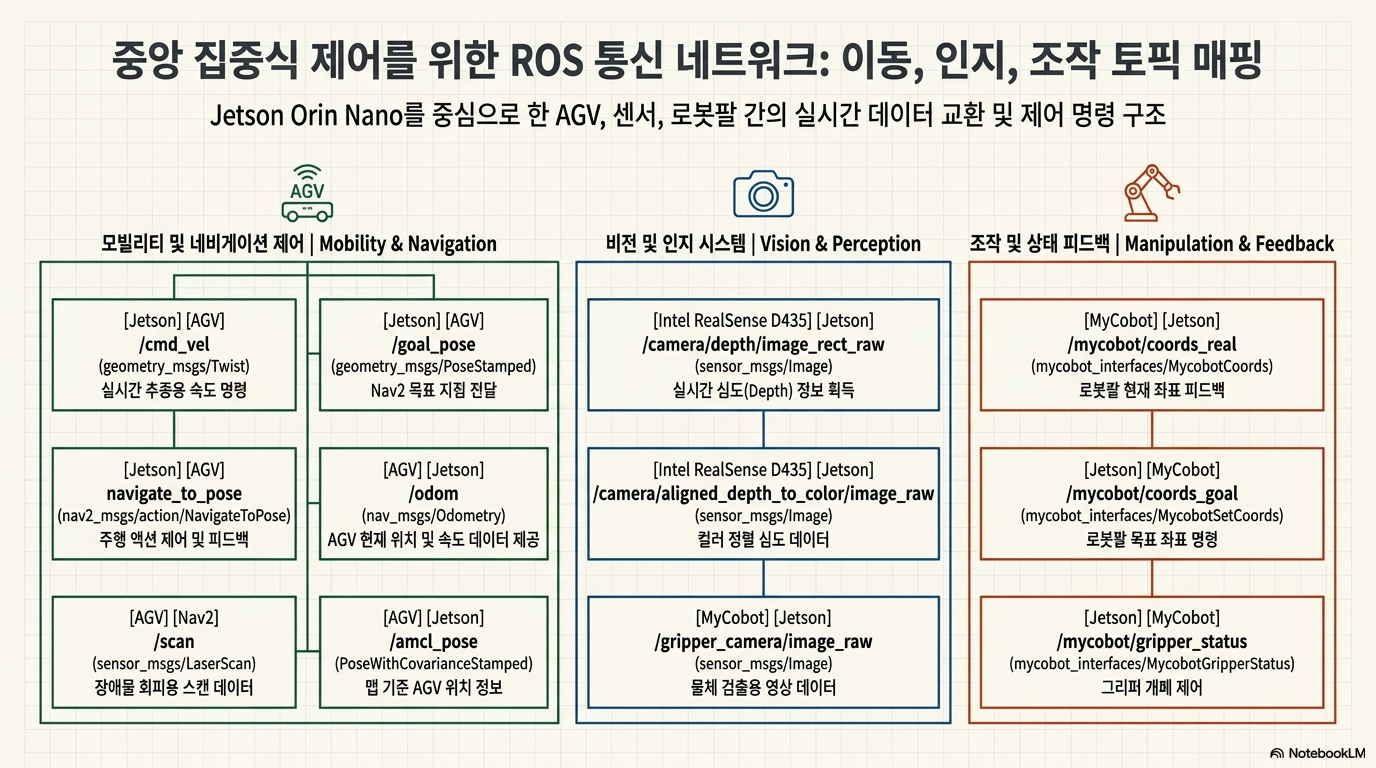 중앙 집중식 제어를 위한 ROS 통신 네트워크: 이동, 인지, 조작 토픽 매핑
Jetson Orin Nano를 중심으로 한 AGV, 센서, 로봇팔 간의 실시간 데이터 교환 및 제어 명령 구조
AGV
모빌리티 및 네비게이션 제어 | Mobility & Navigation
[Jetson] [AGV]
/cmd_vel
(geometry_msgs/Twist)
실시간 추종용 속도 명령
[Jetson] [AGV]
/goal_pose
(geometry_msgs/PoseStamped)
Nav2 목표 지점 전달
[Jetson] [AGV]
navigate_to_pose
(nav2_msgs/action/NavigateToPose)
주행 액션 제어 및 피드백
[AGV] [Jetson]
/odom
(nav_msgs/Odometry)
AGV 현재 위치 및 속도 데이터 제공
[AGV] [Nav2]
/scan
(sensor_msgs/LaserScan)
장애물 회피용 스캔 데이터
[AGV] [Jetson]
/amcl_pose
(PoseWithCovarianceStamped)
맵 기준 AGV 위치 정보
비전 및 인지 시스템 | Vision & Perception
[Intel RealSense D435] [Jetson]
/camera/depth/image_rect_raw
(sensor_msgs/Image)
실시간 심도(Depth) 정보 획득
[Intel RealSense D435] [Jetson]
/camera/aligned_depth_to_color/image_raw
(sensor_msgs/Image)
컬러 정렬 심도 데이터
[MyCobot] [Jetson]
/gripper_camera/image_raw
(sensor_msgs/Image)
물체 검출용 영상 데이터
조작 및 상태 피드백 | Manipulation & Feedback
[MyCobot] [Jetson]
/mycobot/coords_real
(mycobot_interfaces/MycobotCoords)
로봇팔 현재 좌표 피드백
[Jetson] [MyCobot]
/mycobot/coords_goal
(mycobot_interfaces/MycobotSetCoords)
로봇팔 목표 좌표 명령
[Jetson] [MyCobot]
/mycobot/gripper_status
(mycobot_interfaces/MycobotGripperStatus)
그리퍼 개폐 제어
NotebookLM